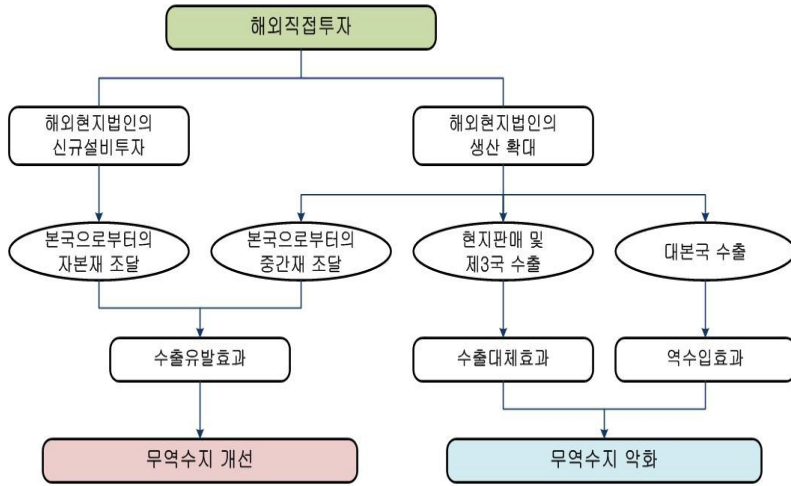 해외직접투자
해외현지법인의
신규설비투자
해외현지법인의
생산 확대
본국으로부터의
자본재 조달
본국으로부터의
중간재 조달
현지판매 및
제3국 수출
대본국 수출
수출유발효과
수출대체효과
역수입효과
무역수지 개선
무역수지 악화